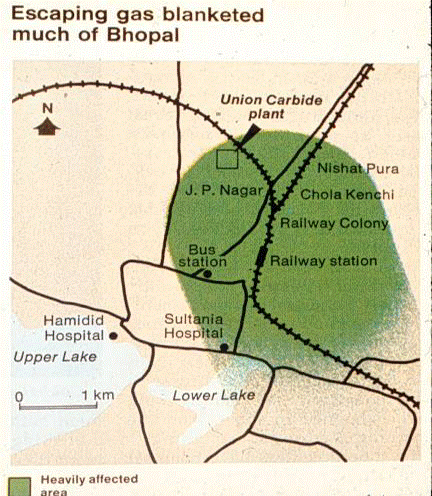 Escaping gas blanketed
much of Bhopal
N
Union Carbide
plant
Nishat Pura
J. P. Nagar
Chola Kenchi
Railway Colony
Bus
station
Railway station
Hamidid
Hospital
Sultania
Hospital
Upper Lake
Lower Lake
0 1 km
Heavily affected
area